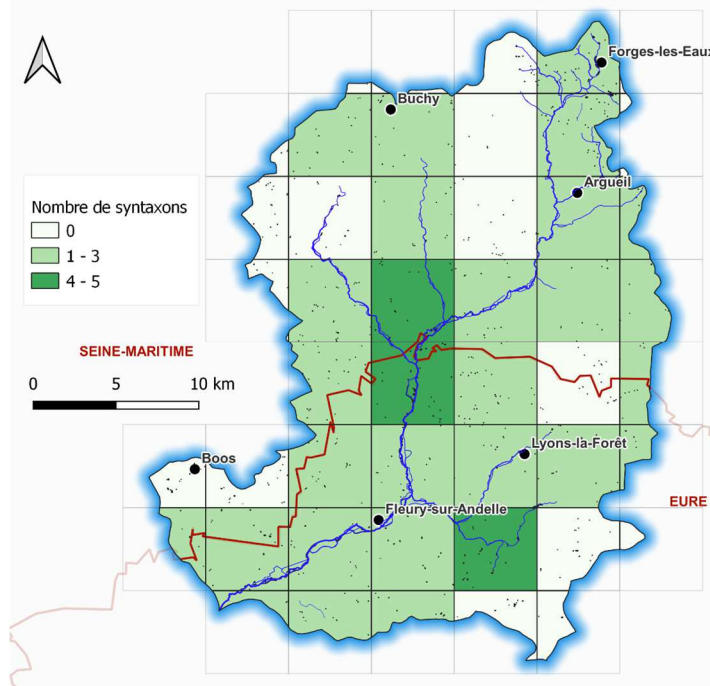 Forges-les-Eaux
Buchy
Argueil
Nombre de syntaxons
0
1 - 3
4 - 5
SEINE-MARITIME
0 5 10 km
Boos
Lyons-la-Forêt
EURE
Fleury-sur-Andelle